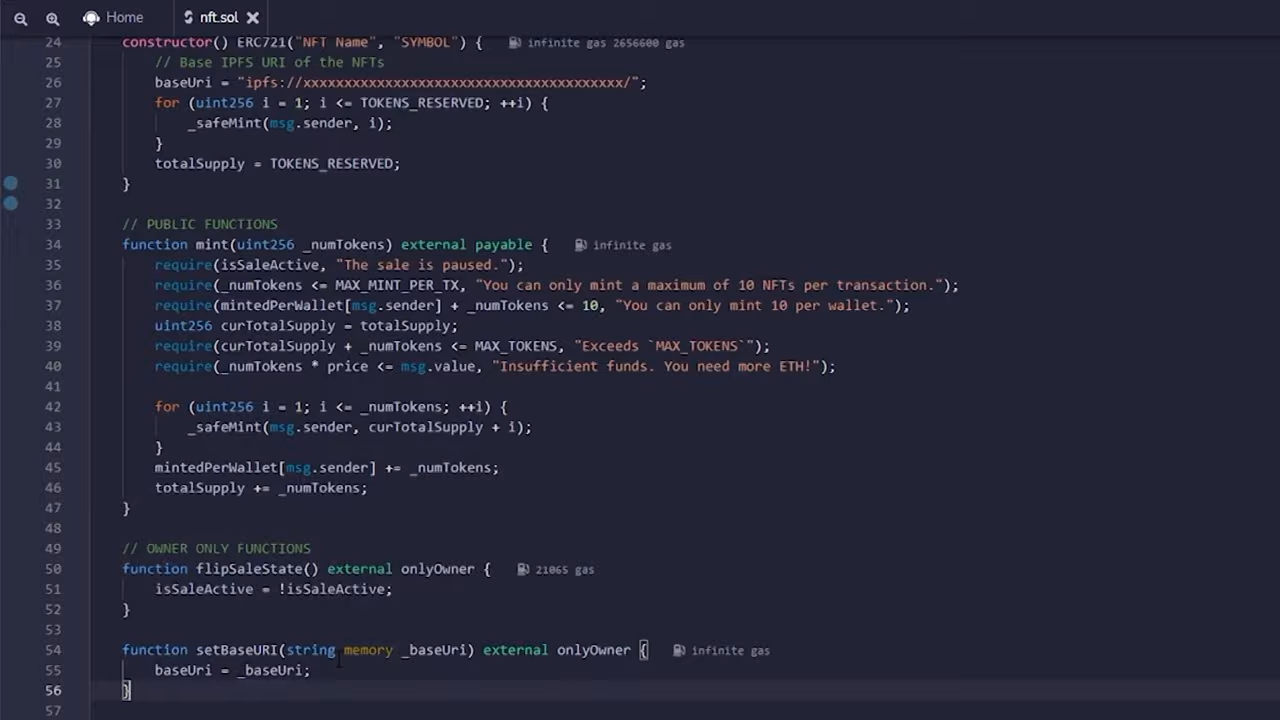 Home nft.sol
24 constructor() ERC721("NFT Name", "SYMBOL") { infinite gas 2656600 gas
25 // Base IPFS URI of the NFTs
26 baseUri = "ipfs://xxxxxxxxxxxxxxxxxxxxxxxxxxxxxxxxxxxxxxx/";
27 for (uint256 i = 1; i <= TOKENS_RESERVED; ++i) {
28 _safeMint(msg.sender, i);
29 }
30 totalSupply = TOKENS_RESERVED;
31 }
32
33 // PUBLIC FUNCTIONS
34 function mint(uint256 _numTokens) external payable { infinite gas
35 require(isSaleActive, "The sale is paused.");
36 require(_numTokens <= MAX_MINT_PER_TX, "You can only mint a maximum of 10 NFTs per transaction.");
37 require(mintedPerWallet[msg.sender] + _numTokens <= 10, "You can only mint 10 per wallet.");
38 uint256 curTotalSupply = totalSupply;
39 require(curTotalSupply + _numTokens <= MAX_TOKENS, "Exceeds `MAX_TOKENS`");
40 require(_numTokens * price <= msg.value, "Insufficient funds. You need more ETH!");
41
42 for (uint256 i = 1; i <= _numTokens; ++i) {
43 _safeMint(msg.sender, curTotalSupply + i);
44 }
45 mintedPerWallet[msg.sender] += _numTokens;
46 totalSupply += _numTokens;
47 }
48
49 // OWNER ONLY FUNCTIONS
50 function flipSaleState() external onlyOwner { 21065 gas
51 isSaleActive = !isSaleActive;
52 }
53
54 function setBaseURI(string memory _baseUri) external onlyOwner { infinite gas
55 baseUri = _baseUri;
56 }
57